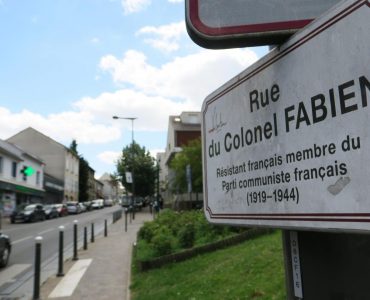 Rue
du Colonel FABIEN
Résistant français membre du
Parti communiste français
(1919-1944)